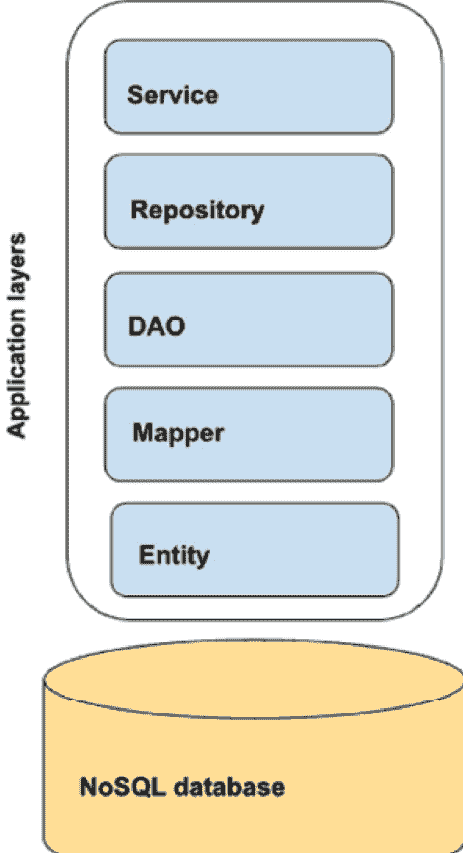 Application layers
Service
Repository
DAO
Mapper
Entity
NoSQL database